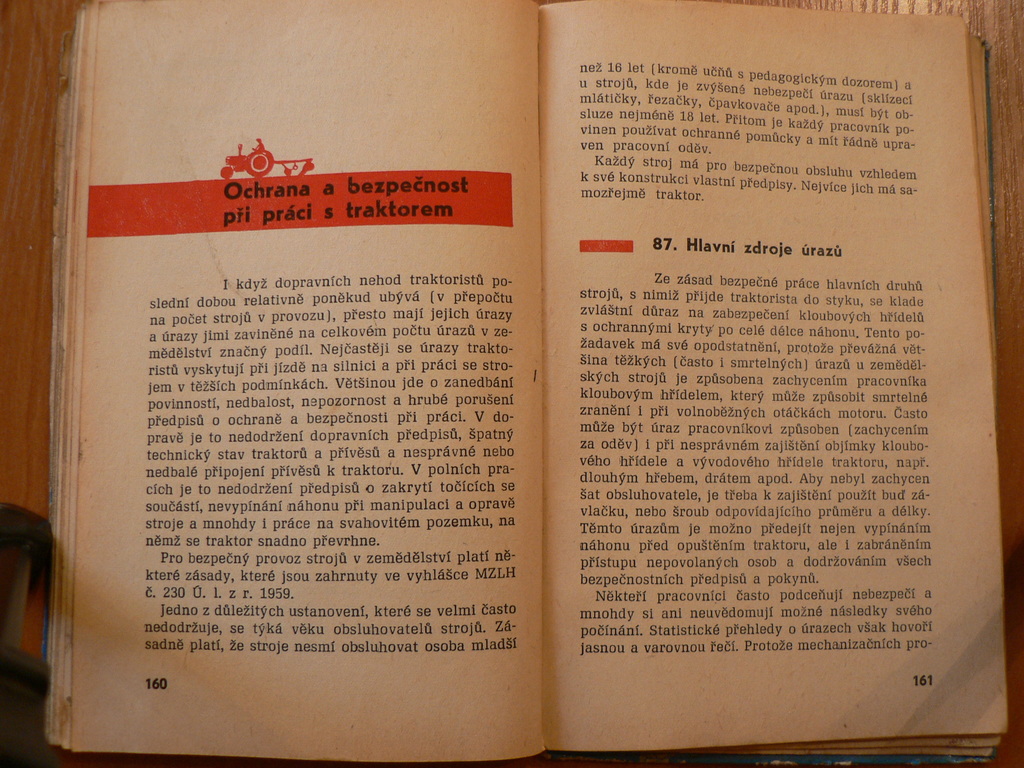 Ochrana a bezpečnost
při práci s traktorem
I když dopravních nehod traktoristů po-
slední dobou relativně poněkud ubývá (v přepočtu
na počet strojů v provozu), přesto mají jejich úrazy
a úrazy jimi zaviněné na celkovém počtu úrazů v ze-
mědělství značný podíl. Nejčastěji se úrazy trakto-
ristů vyskytují při jízdě na silnici a při práci se stro-
jem v těžších podmínkách. Většinou jde o zanedbání
povinností, nedbalost, nepozornost a hrubé porušení
předpisů o ochraně a bezpečnosti při práci. V do-
pravě je to nedodržení dopravních předpisů, špatný
technický stav traktorů a přívěsů a nesprávné nebo
nedbalé připojení přívěsů k traktoru. V polních pra-
cích je to nedodržení předpisů o zakrytí točících se
součástí, nevypínání náhonu při manipulaci a opravě
stroje a mnohdy i práce na svahovitém pozemku, na
němž se traktor snadno převrhne.
Pro bezpečný provoz strojů v zemědělství platí ně-
které zásady, které jsou zahrnuty ve vyhlášce MZLH
č. 230 Ú. l. z r. 1959.
Jedno z důležitých ustanovení, které se velmi často
nedodržuje, se týká věku obsluhovatelů strojů. Zá-
sadně platí, že stroje nesmí obsluhovat osoba mladší
160
než 16 let (kromě učňů s pedagogickým dozorem) a
u strojů, kde je zvýšené nebezpečí úrazu (sklízecí
mlátičky, řezačky, čpavkovače apod.), musí být ob-
sluze nejméně 18 let. Přitom je každý pracovník po-
vinen používat ochranné pomůcky a mít řádně upra-
ven pracovní oděv.
Každý stroj má pro bezpečnou obsluhu vzhledem
k své konstrukci vlastní předpisy. Nejvíce jich má sa-
mozřejmě traktor.
87. Hlavní zdroje úrazů
Ze zásad bezpečné práce hlavních druhů
strojů, s nimiž přijde traktorista do styku, se klade
zvláštní důraz na zabezpečení kloubových hřídelů
s ochrannými kryty po celé délce náhonu. Tento po-
žadavek má své opodstatnění, protože převážná vět-
šina těžkých (často i smrtelných) úrazů u zeměděl-
ských strojů je způsobena zachycením pracovníka
kloubovým hřídelem, který může způsobit smrtelné
zranění i při volnoběžných otáčkách motoru. Často
může být úraz pracovníkovi způsoben (zachycením
za oděv) i při nesprávném zajištění objímky kloubo-
vého hřídele a vývodového hřídele traktoru, např.
dlouhým hřebem, drátem apod. Aby nebyl zachycen
šat obsluhovatele, je třeba k zajištění použít buď zá-
vlačku, nebo šroub odpovídajícího průměru a délky.
Těmto úrazům je možno předejít nejen vypínáním
náhonu před opuštěním traktoru, ale i zabráněním
přístupu nepovolaných osob a dodržováním všech
bezpečnostních předpisů a pokynů.
Někteří pracovníci často podceňují nebezpečí a
mnohdy si ani neuvědomují možné následky svého
počínání. Statistické přehledy o úrazech však hovoří
jasnou a varovnou řečí. Protože mechanizačních pro-
161